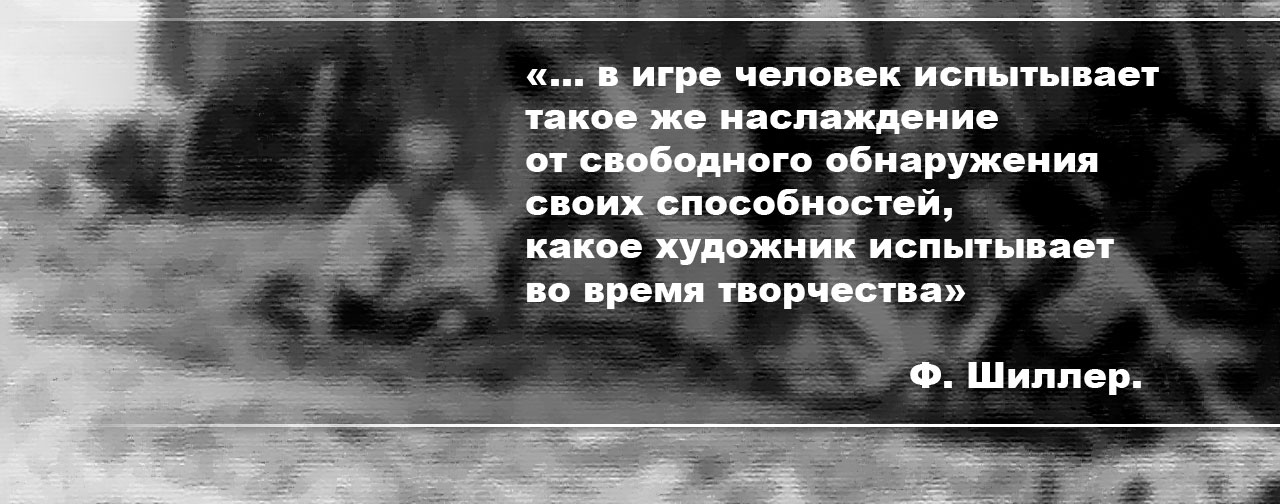 «... в игре человек испытывает
такое же наслаждение
от свободного обнаружения
своих способностей,
какое художник испытывает
во время творчества»
Ф. Шиллер.